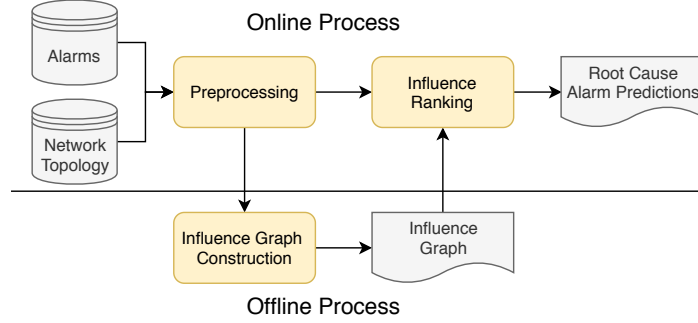 Online Process
Alarms
Network
Topology
Preprocessing
Influence
Ranking
Root Cause
Alarm Predictions
Influence Graph
Construction
Influence
Graph
Offline Process